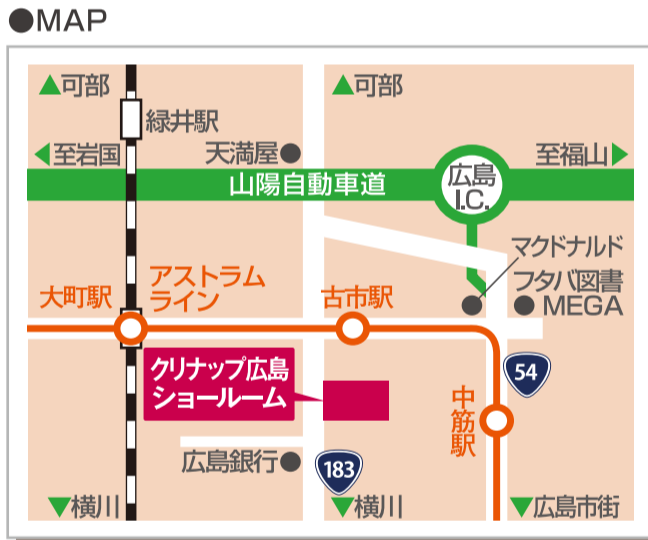 ●MAP
▲可部
▲可部
緑井駅
◀至岩国
天満屋●
至福山▶
山陽自動車道
広島
I.C.
マクドナルド
フタバ図書
●MEGA
大町駅
アストラム
ライン
古市駅
クリナップ広島
ショールーム
54
中筋駅
広島銀行●
183
▼横川
▼横川
▼広島市街